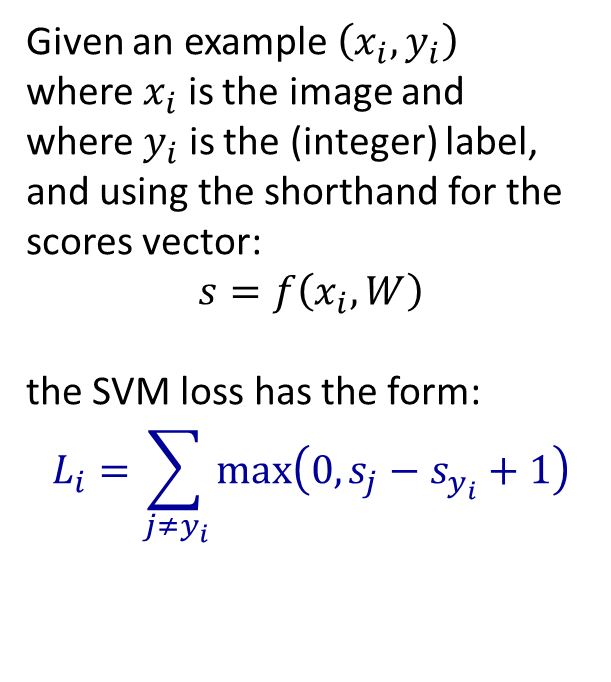 Given an example (xᵢ, yᵢ)
where xᵢ is the image and
where yᵢ is the (integer) label,
and using the shorthand for the
scores vector:
s = f(xᵢ, W)
the SVM loss has the form:
Lᵢ = ∑_{j≠yᵢ} max(0, sⱼ − s_{yᵢ} + 1)